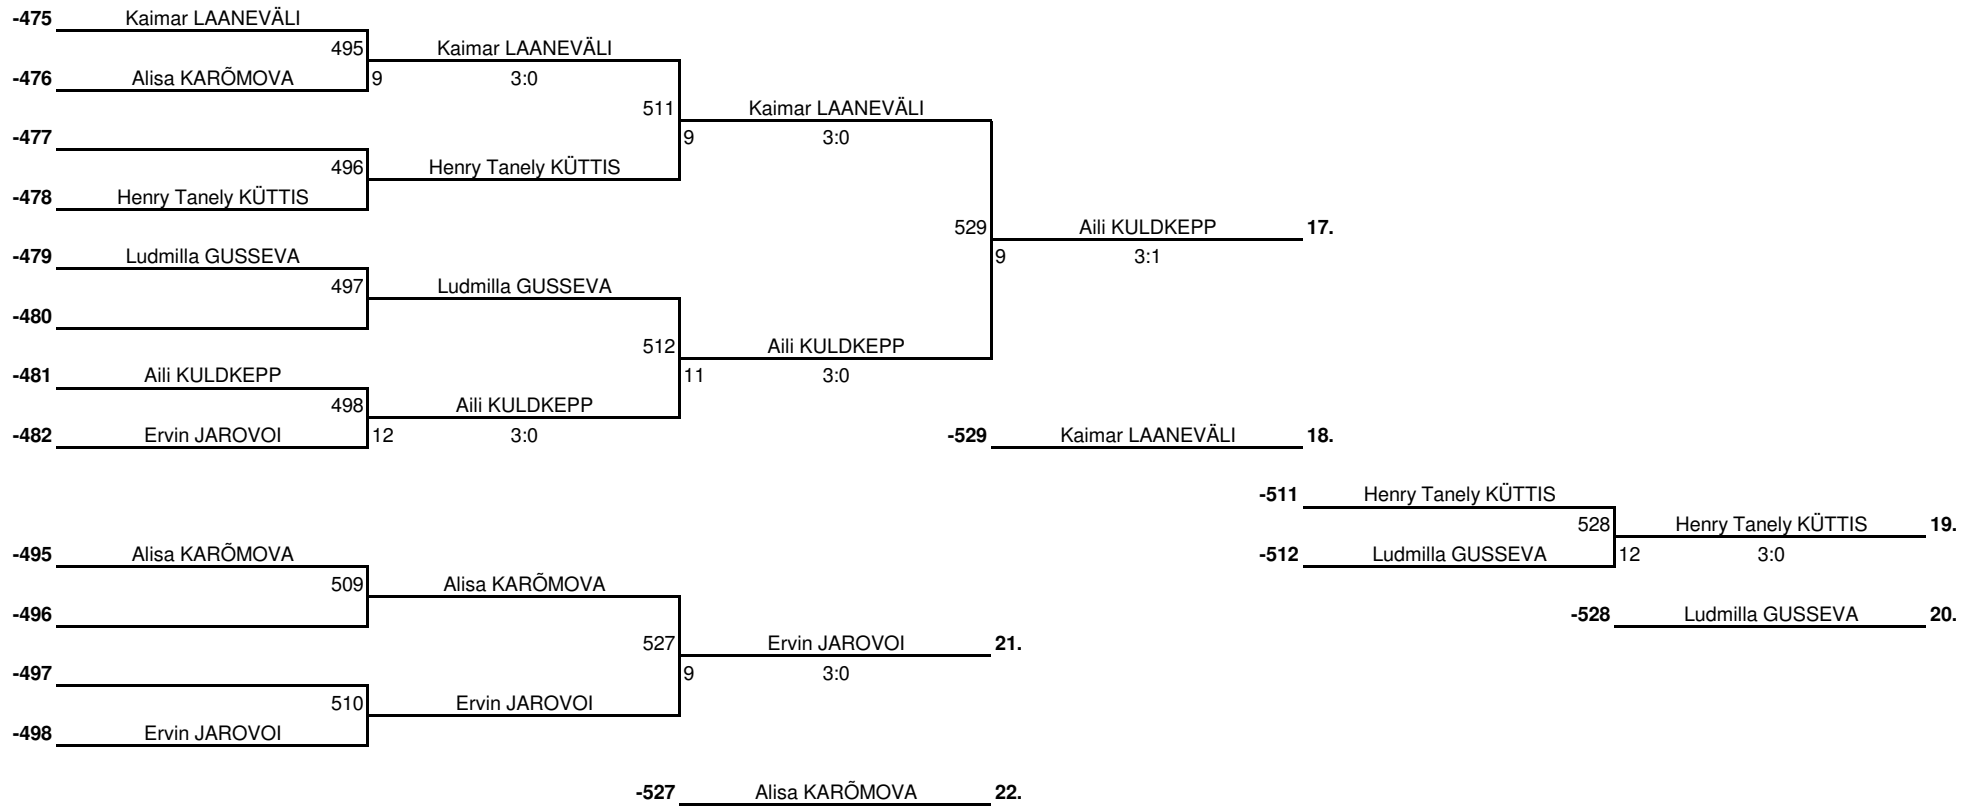 -475 Kaimar LAANEVÄLI
495 Kaimar LAANEVÄLI
-476 Alisa KARÕMOVA 9 3:0
511 Kaimar LAANEVÄLI
-477 9 3:0
496 Henry Tanely KÜTTIS
-478 Henry Tanely KÜTTIS
529 Aili KULDKEPP 17.
-479 Ludmilla GUSSEVA 9 3:1
497 Ludmilla GUSSEVA
-480
512 Aili KULDKEPP
-481 Aili KULDKEPP 11 3:0
498 Aili KULDKEPP
-482 Ervin JAROVOI 12 3:0 -529 Kaimar LAANEVÄLI 18.
-511 Henry Tanely KÜTTIS
528 Henry Tanely KÜTTIS 19.
-495 Alisa KARÕMOVA -512 Ludmilla GUSSEVA 12 3:0
509 Alisa KARÕMOVA
-496 -528 Ludmilla GUSSEVA 20.
527 Ervin JAROVOI 21.
-497 9 3:0
510 Ervin JAROVOI
-498 Ervin JAROVOI
-527 Alisa KARÕMOVA 22.